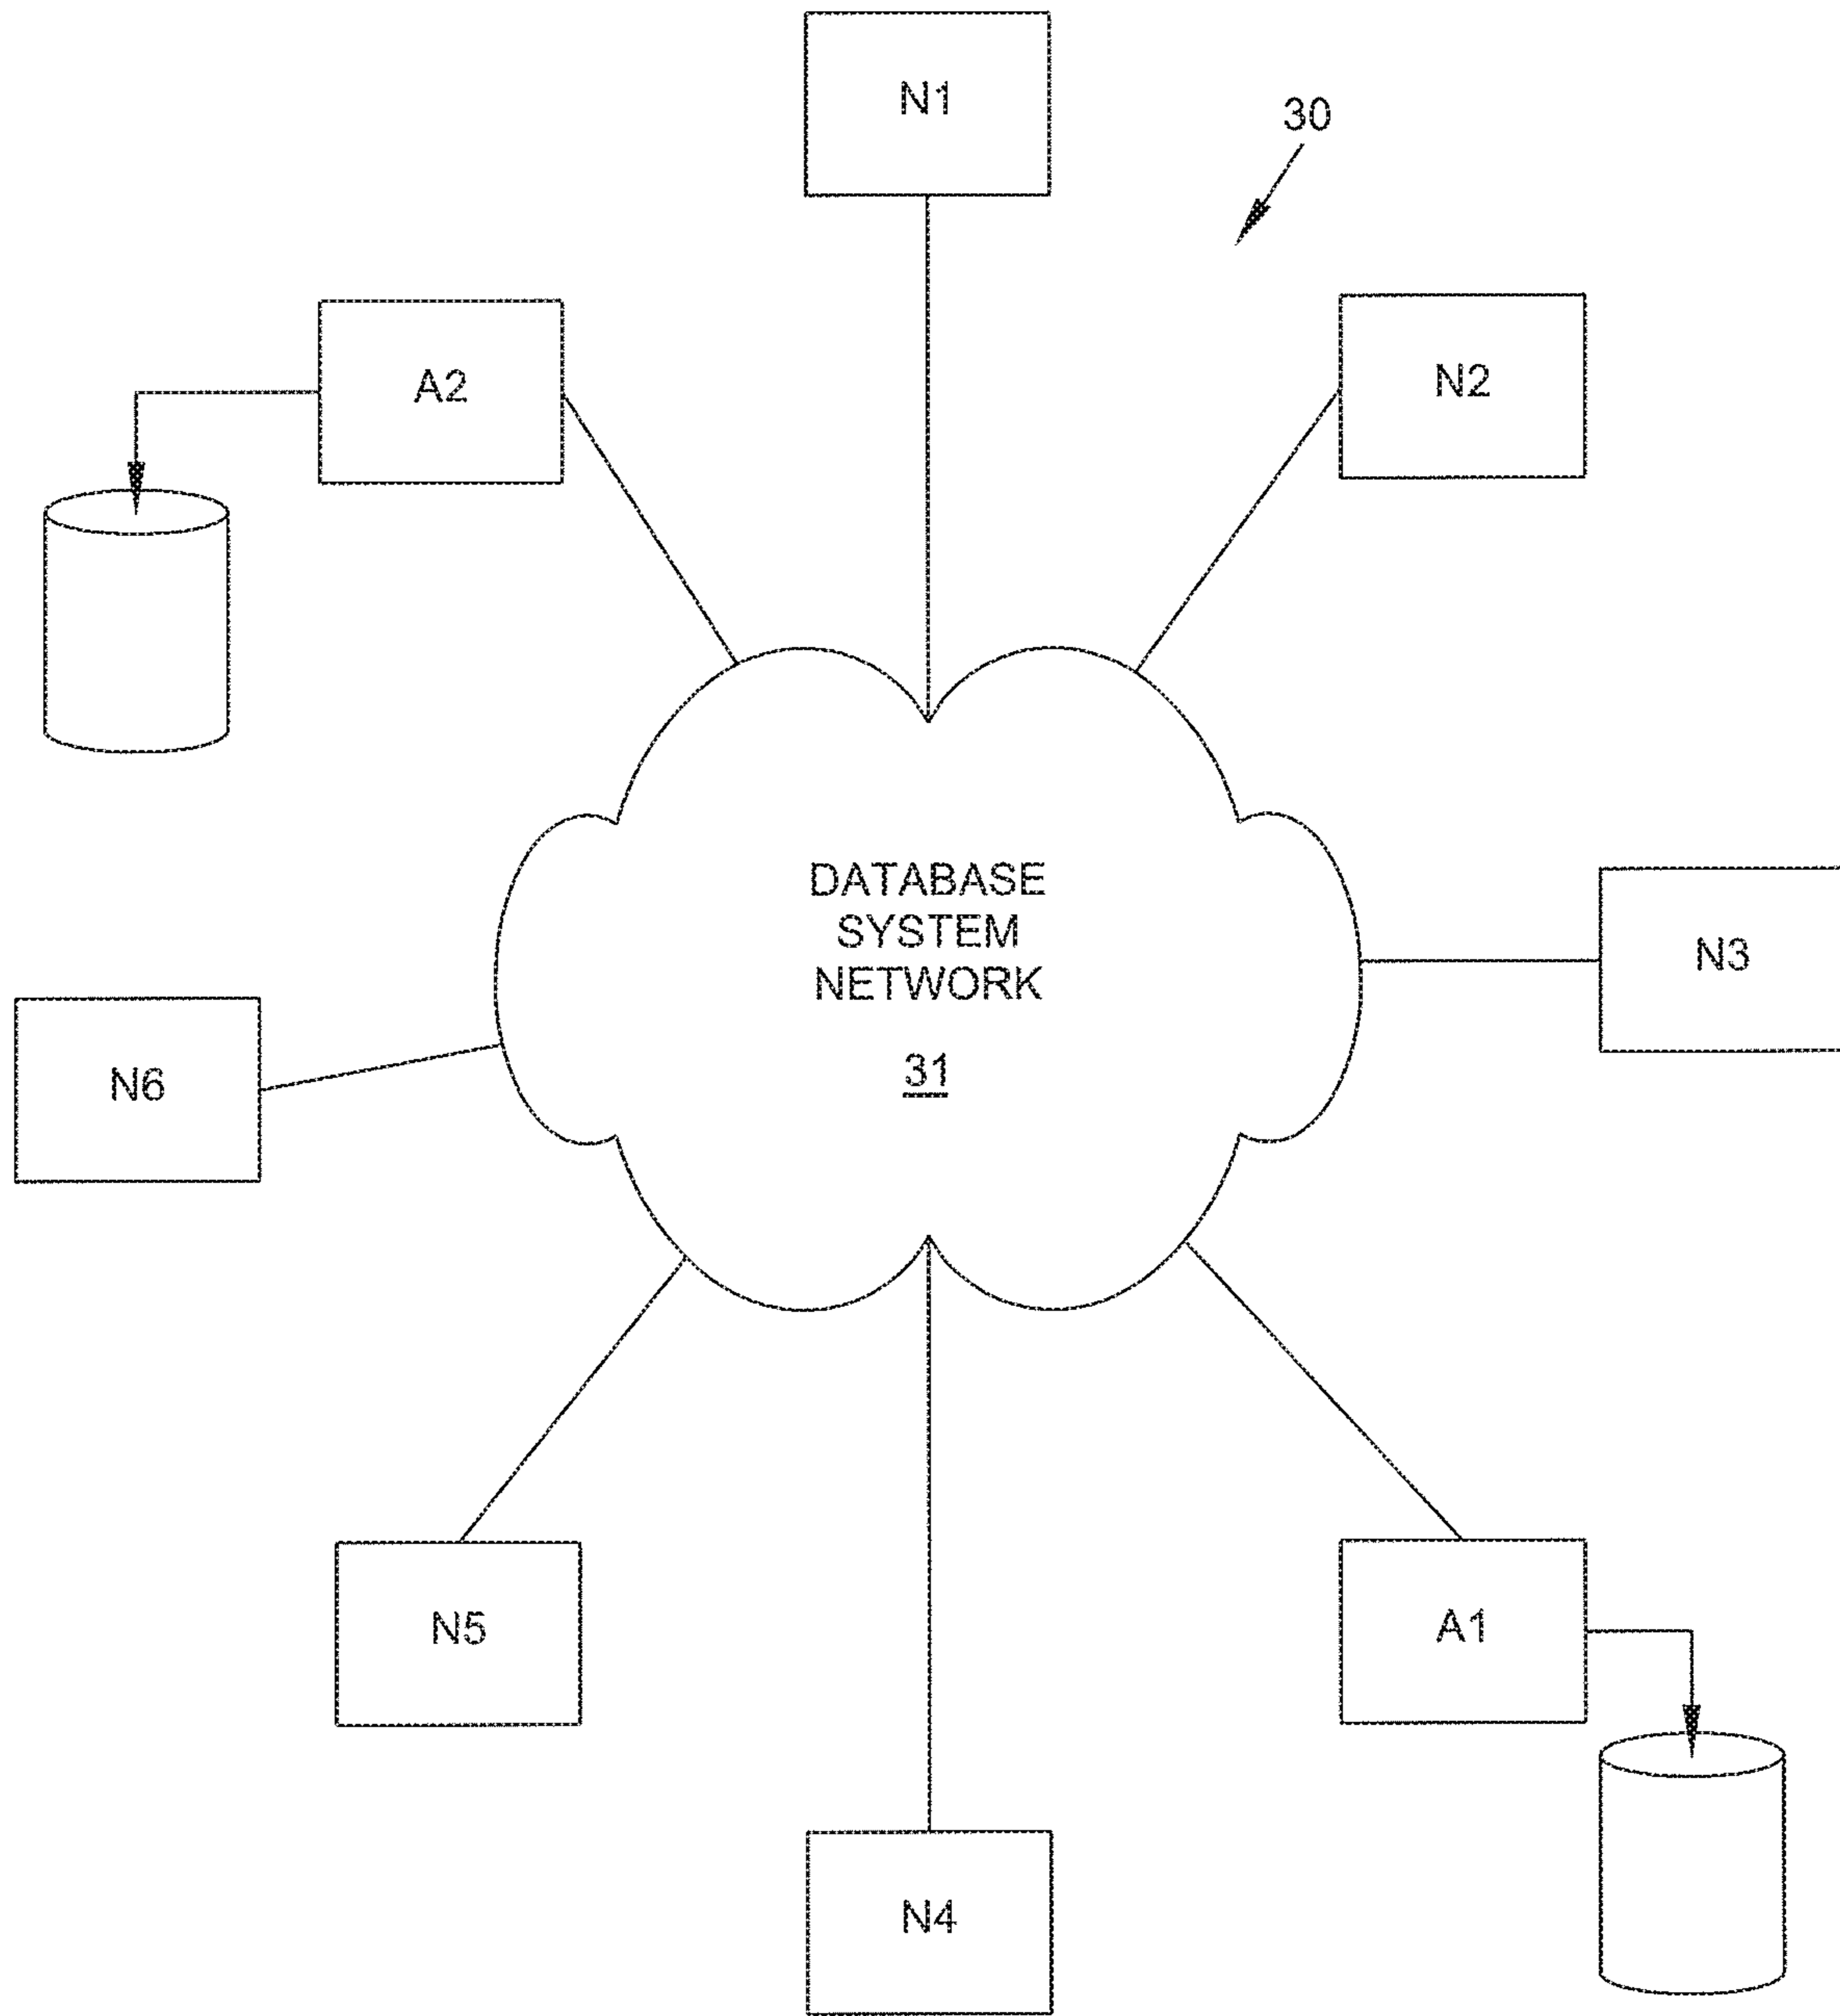 N1
30
A2
N2
DATABASE
SYSTEM
NETWORK
31
N3
N6
N5
A1
N4